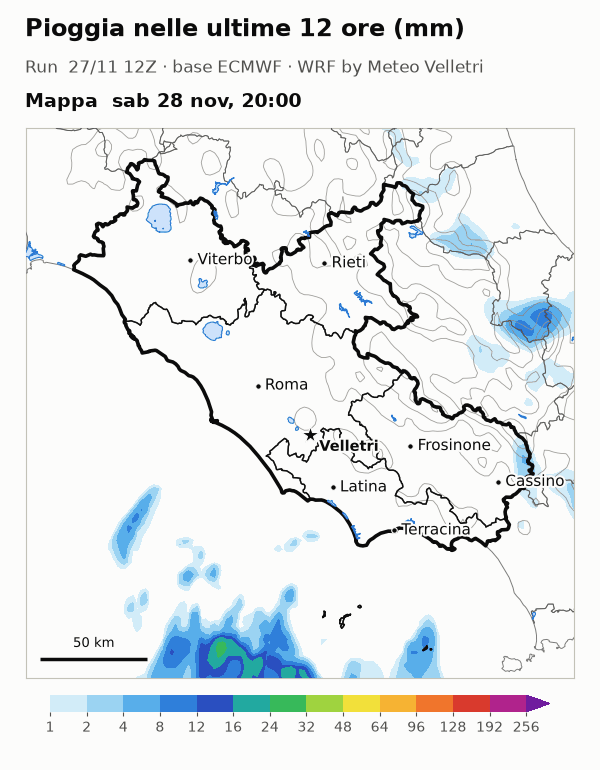 Pioggia nelle ultime 12 ore (mm)
Run  27/11 12Z · base ECMWF · WRF by Meteo Velletri
Mappa  sab 28 nov, 20:00
Viterbo
Rieti
Roma
Velletri
Frosinone
Latina
Cassino
Terracina
50 km
1 2 4 8 12 16 24 32 48 64 96 128 192 256